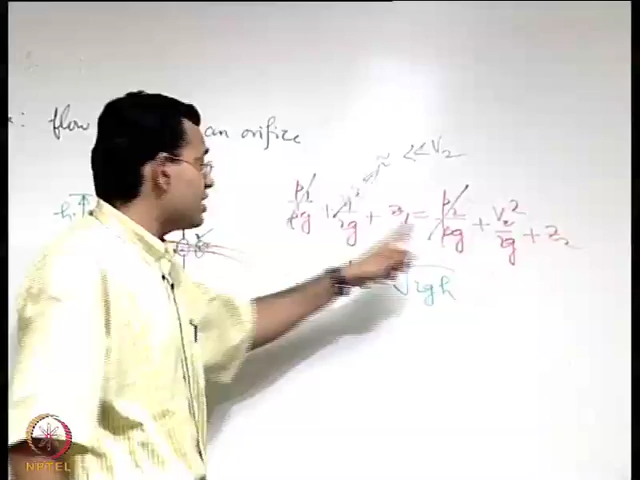 : flow an orifice
h
≈ <<V₂
p₁/ρg + V₁²/2g + z₁ = p₂/ρg + V₂²/2g + z₂
√2gh
NPTEL